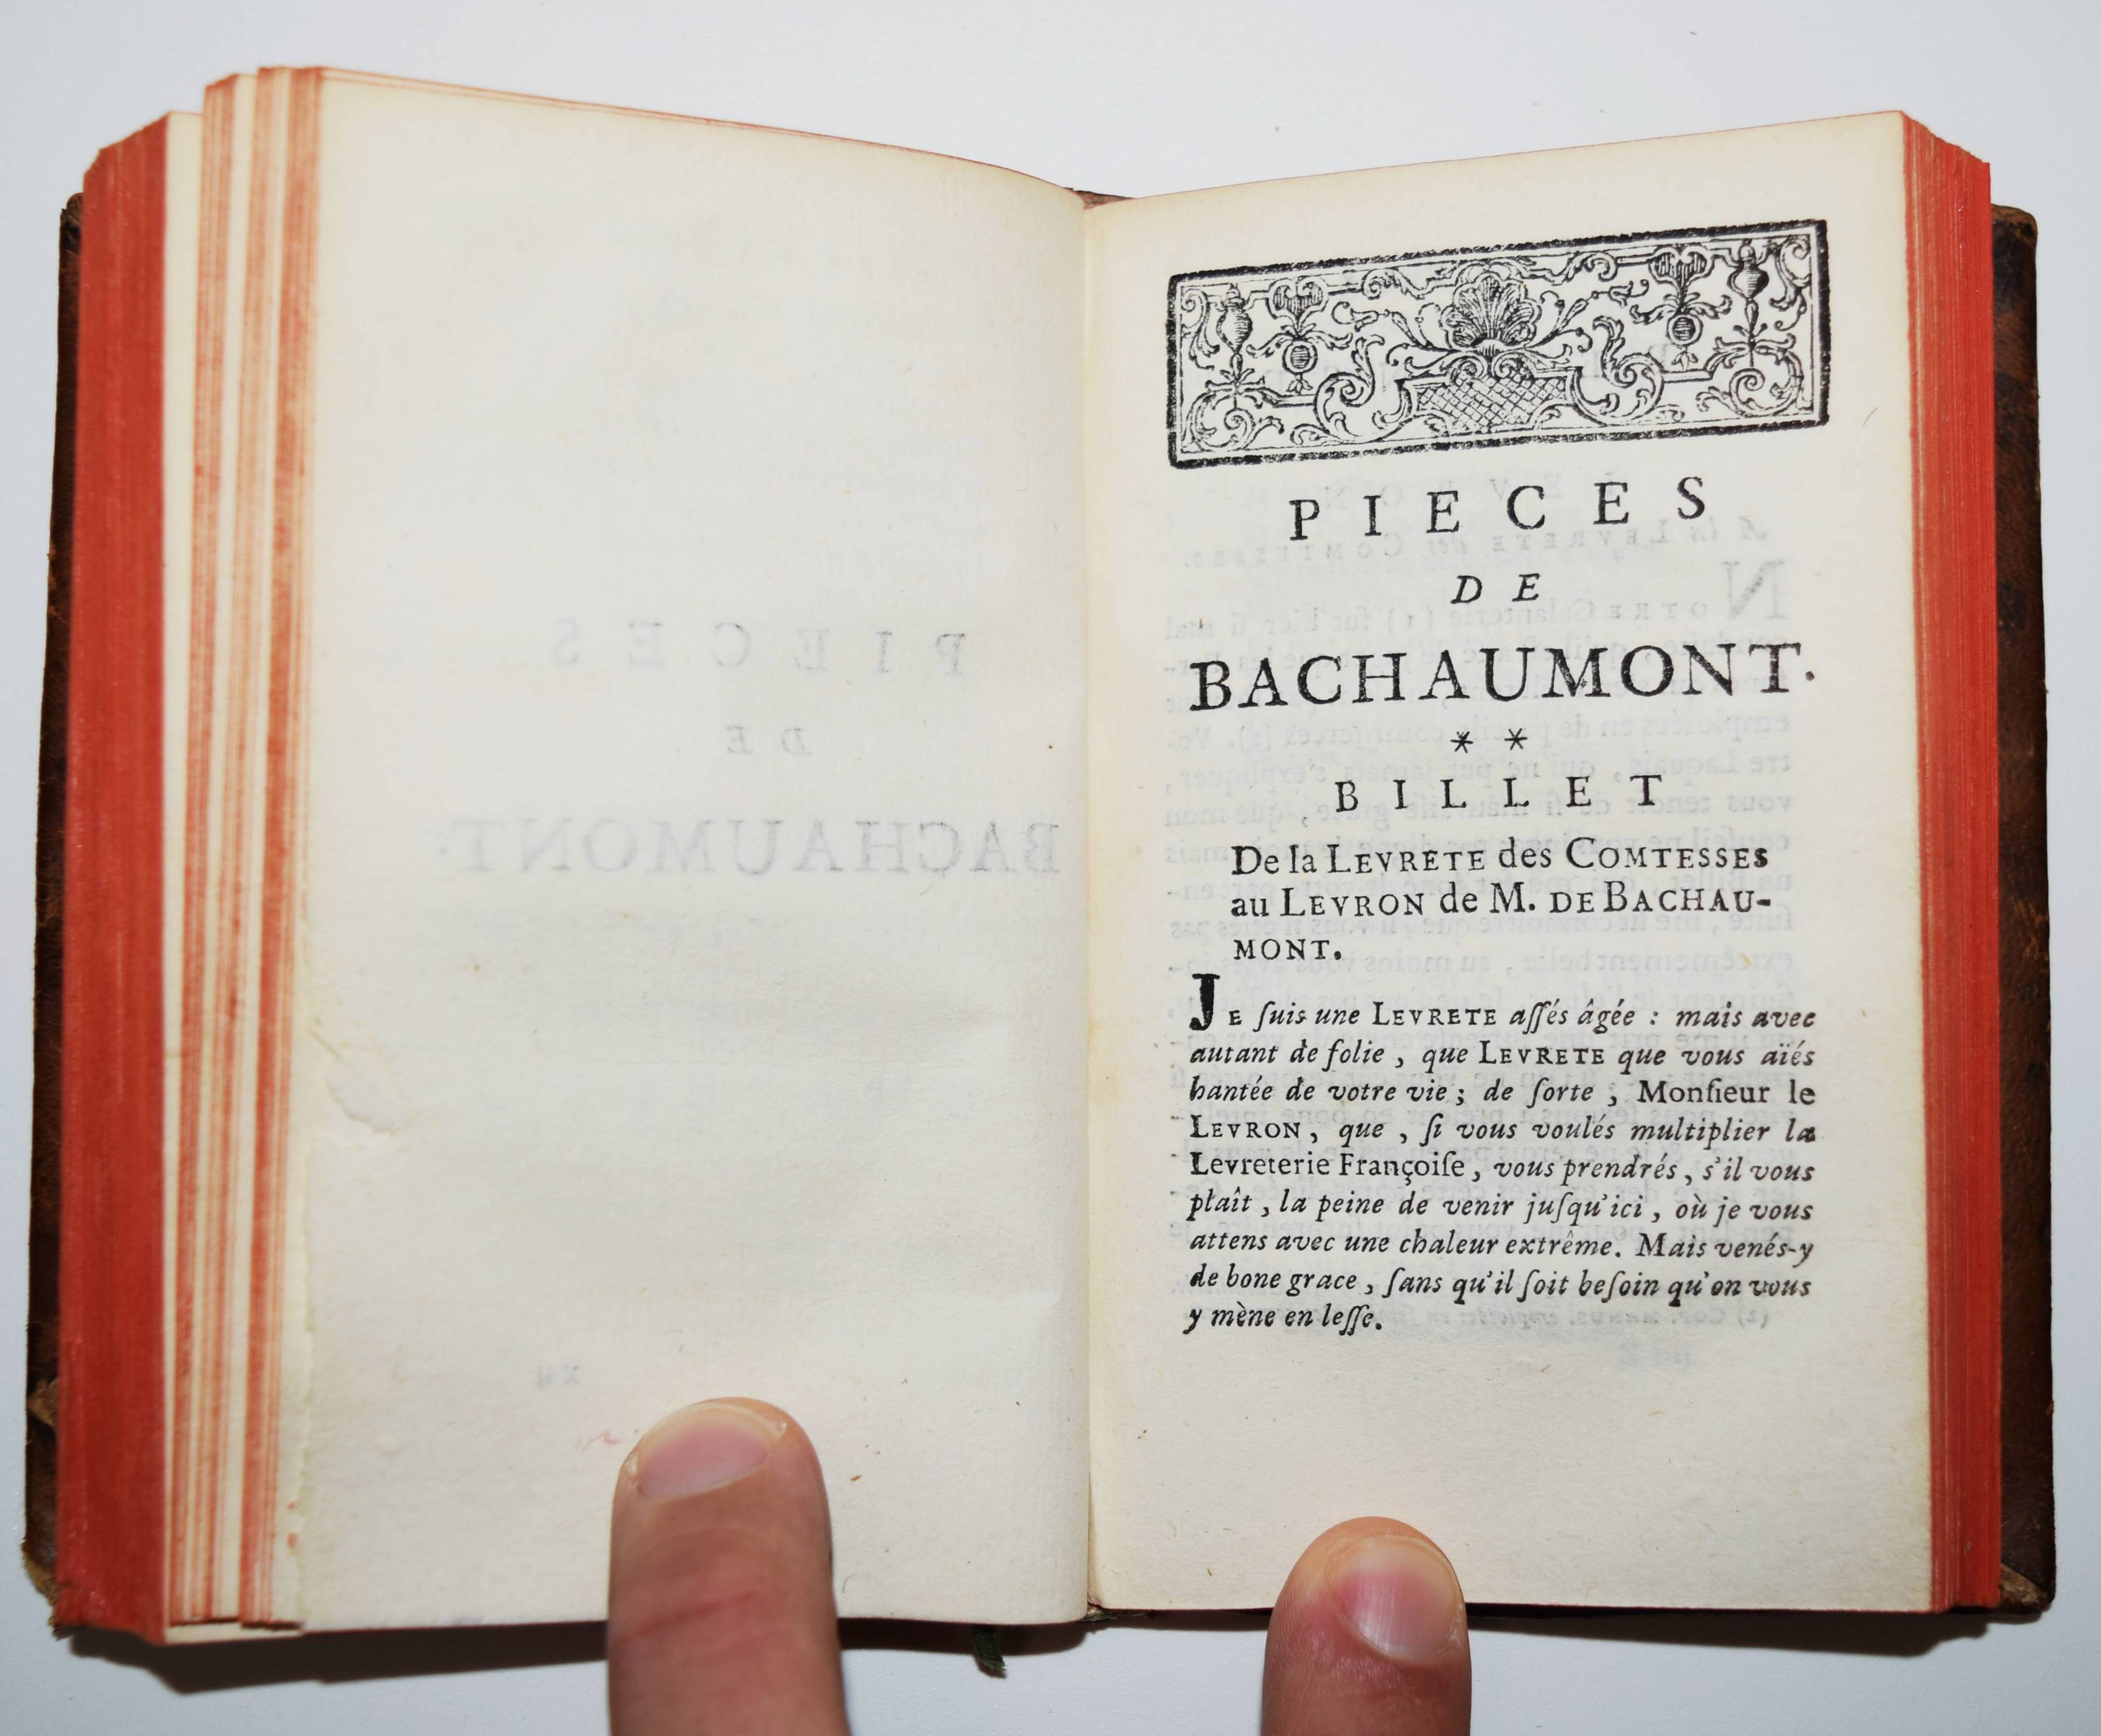 PIECES
DE
BACHAUMONT.
* *
BILLET
De la LEVRETE des COMTESSES
au LEVRON de M. DE BACHAU-
MONT.
JE ſuis une LEVRETE aſſés âgée : mais avec
autant de folie , que LEVRETE que vous aïés
hantée de votre vie ; de ſorte , Monſieur le
LEVRON , que , ſi vous voulés multiplier la
Levreterie Françoiſe , vous prendrés , s'il vous
plaît , la peine de venir juſqu'ici , où je vous
attens avec une chaleur extrême. Mais venés-y
de bone grace , ſans qu'il ſoit beſoin qu'on vous
y mène en leſſe.